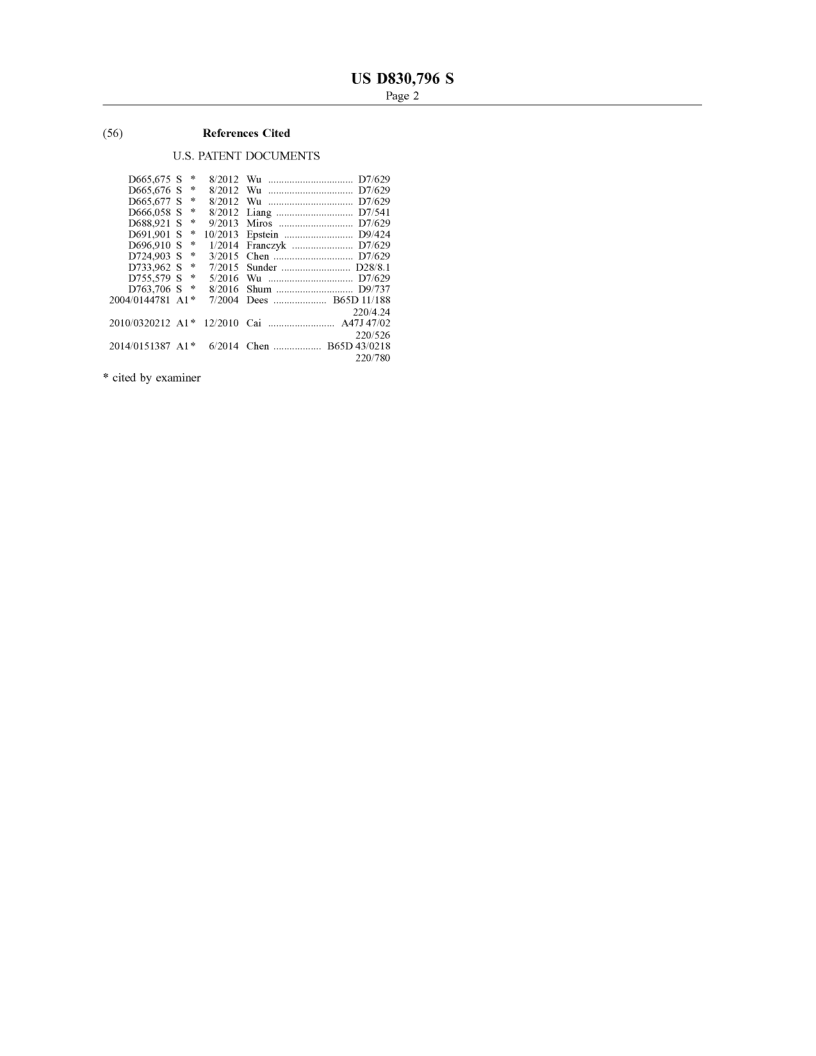 US D830,796 S
Page 2
(56) References Cited
U.S. PATENT DOCUMENTS
D665,675 S * 8/2012 Wu ................................ D7/629
D665,676 S * 8/2012 Wu ................................ D7/629
D665,677 S * 8/2012 Wu ................................ D7/629
D666,058 S * 8/2012 Liang ............................. D7/541
D688,921 S * 9/2013 Miros ............................ D7/629
D691,901 S * 10/2013 Epstein .......................... D9/424
D696,910 S * 1/2014 Franczyk ....................... D7/629
D724,903 S * 3/2015 Chen .............................. D7/629
D733,962 S * 7/2015 Sunder .......................... D28/8.1
D755,579 S * 5/2016 Wu ................................ D7/629
D763,706 S * 8/2016 Shum ............................. D9/737
2004/0144781 A1* 7/2004 Dees .................... B65D 11/188
220/4.24
2010/0320212 A1* 12/2010 Cai ......................... A47J 47/02
220/526
2014/0151387 A1* 6/2014 Chen .................. B65D 43/0218
220/780
* cited by examiner